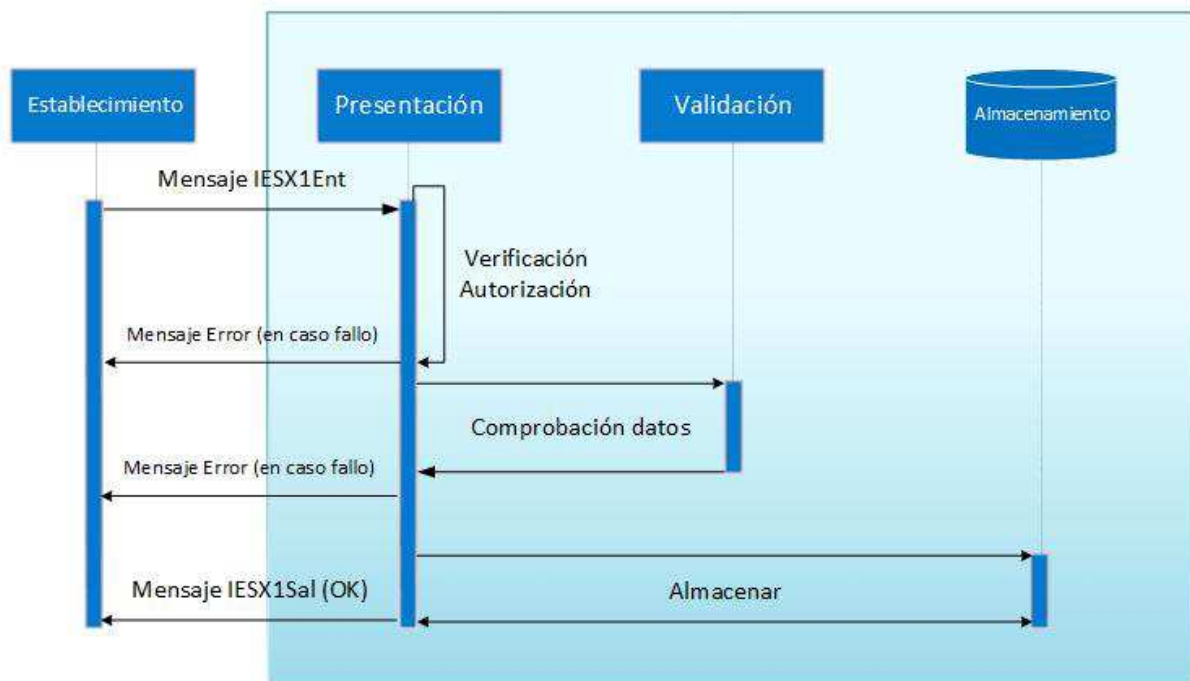 Establecimiento
Presentación
Validación
Almacenamiento
Mensaje IESX1Ent
Verificación
Autorización
Mensaje Error (en caso fallo)
Comprobación datos
Mensaje Error (en caso fallo)
Mensaje IESX1Sal (OK)
Almacenar